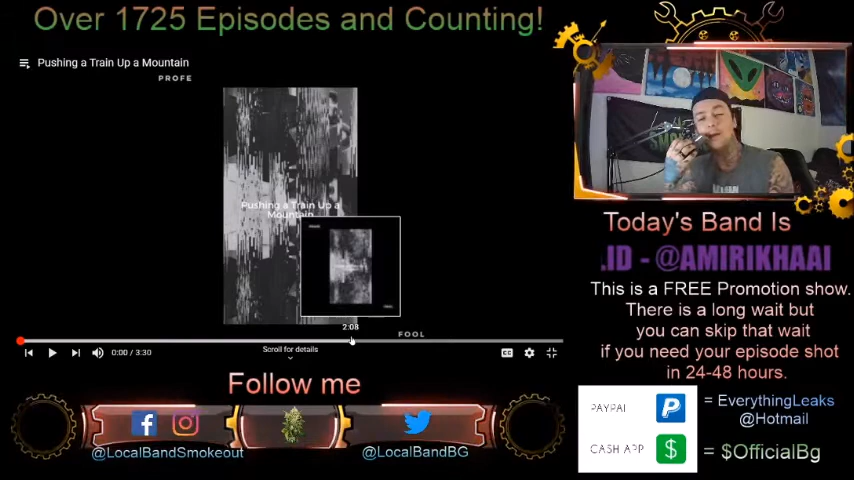 Over 1725 Episodes and Counting!
Pushing a Train Up a Mountain
PROFE
Pushing a Train Up a
Mountain
2:08
FOOL
0:00 / 3:30
Scroll for details
CC
Today's Band Is
.ID - @AMIRIKHAAI
This is a FREE Promotion show.
There is a long wait but
you can skip that wait
if you need your episode shot
in 24-48 hours.
Follow me
@LocalBandSmokeout
@LocalBandBG
PAYPAL
= EverythingLeaks
@Hotmail
CASH APP
= $OfficialBg